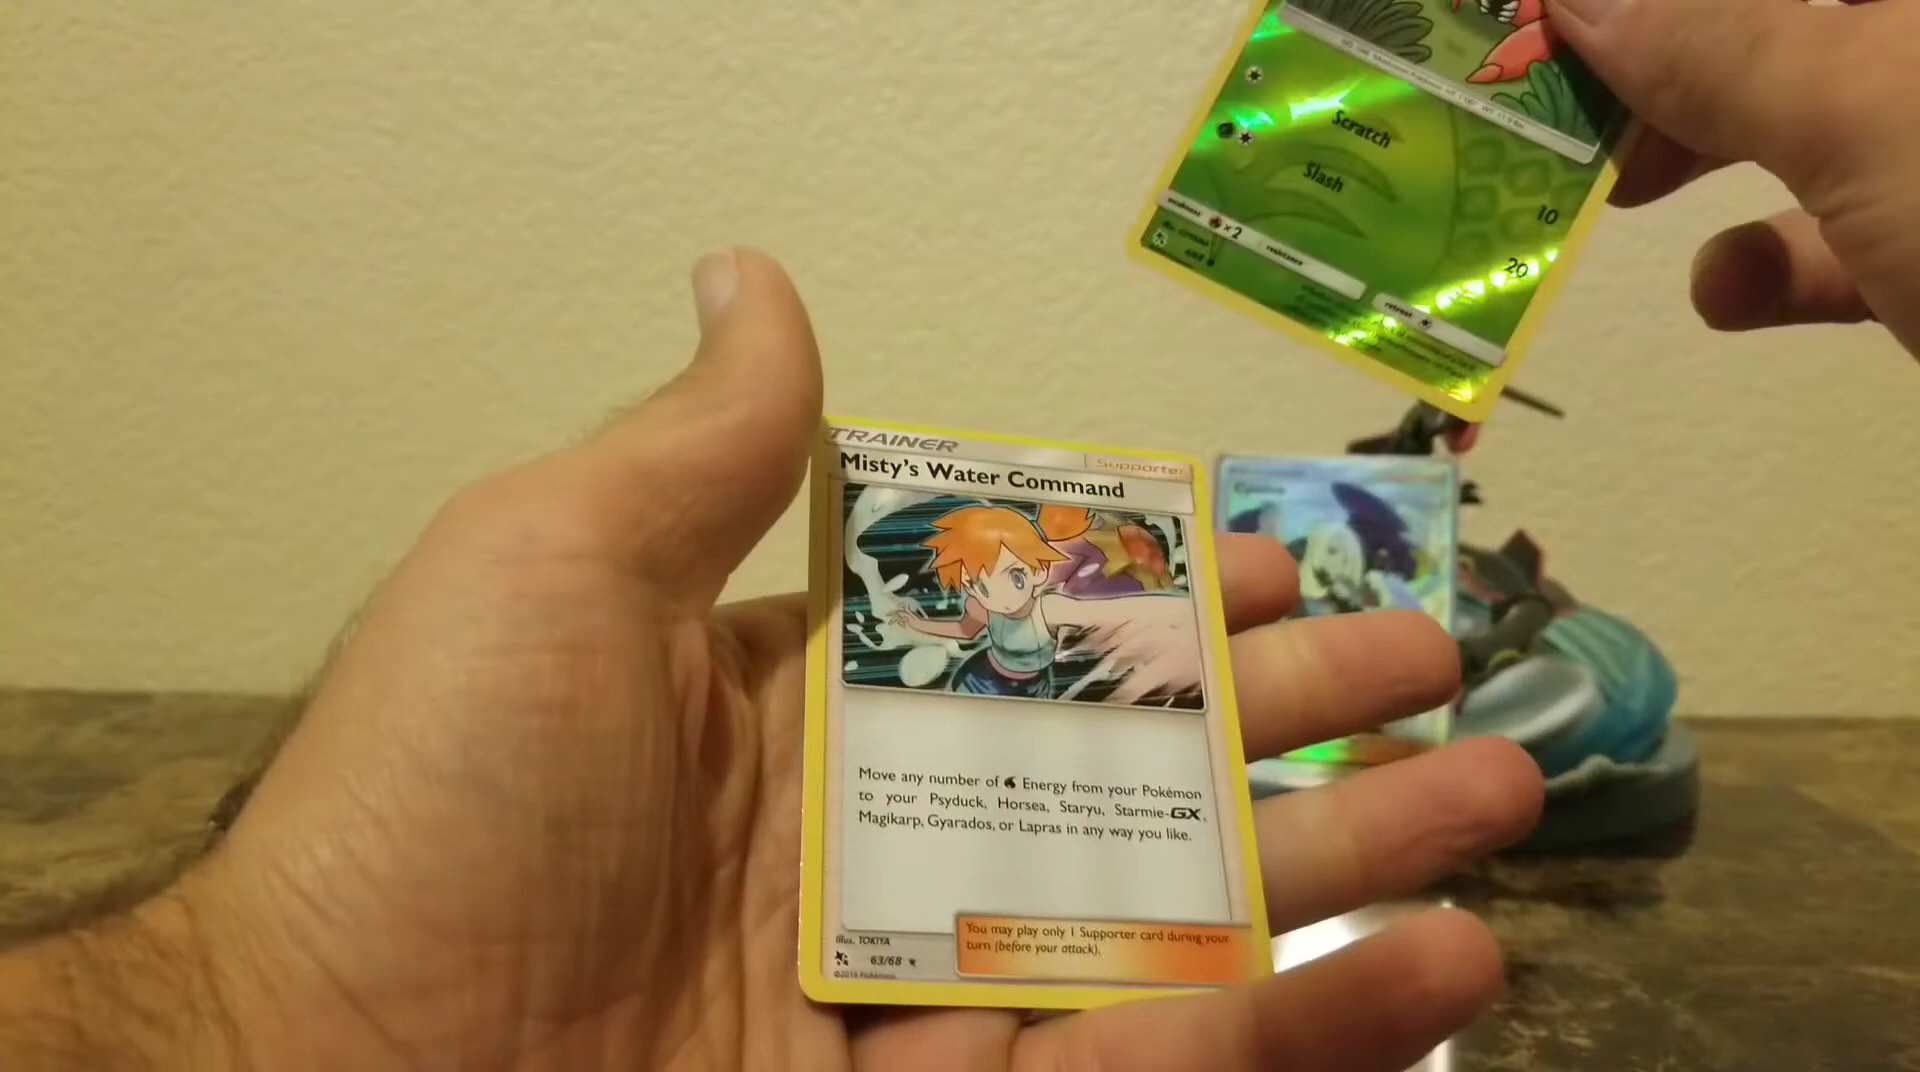 Scratch
10
Slash
20
weakness
×2
resistance
retreat
TRAINER
Supporter
Misty's Water Command
Move any number of Energy from your Pokémon
to your Psyduck, Horsea, Staryu, Starmie-GX,
Magikarp, Gyarados, or Lapras in any way you like.
You may play only 1 Supporter card during your
turn (before your attack).
Illus. TOKIYA
63/68
©2019 Pokémon